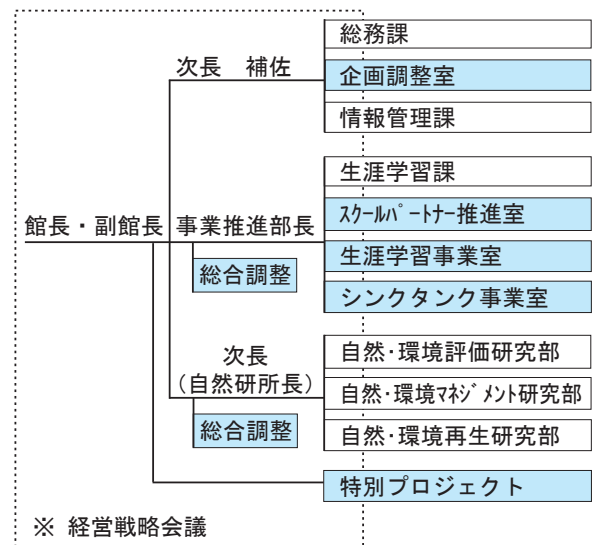 総務課
次長 補佐
企画調整室
情報管理課
生涯学習課
スクールパートナー推進室
館長・副館長 事業推進部長
生涯学習事業室
総合調整
シンクタンク事業室
次長
(自然研所長)
自然・環境評価研究部
自然・環境マネジメント研究部
総合調整
自然・環境再生研究部
特別プロジェクト
※ 経営戦略会議